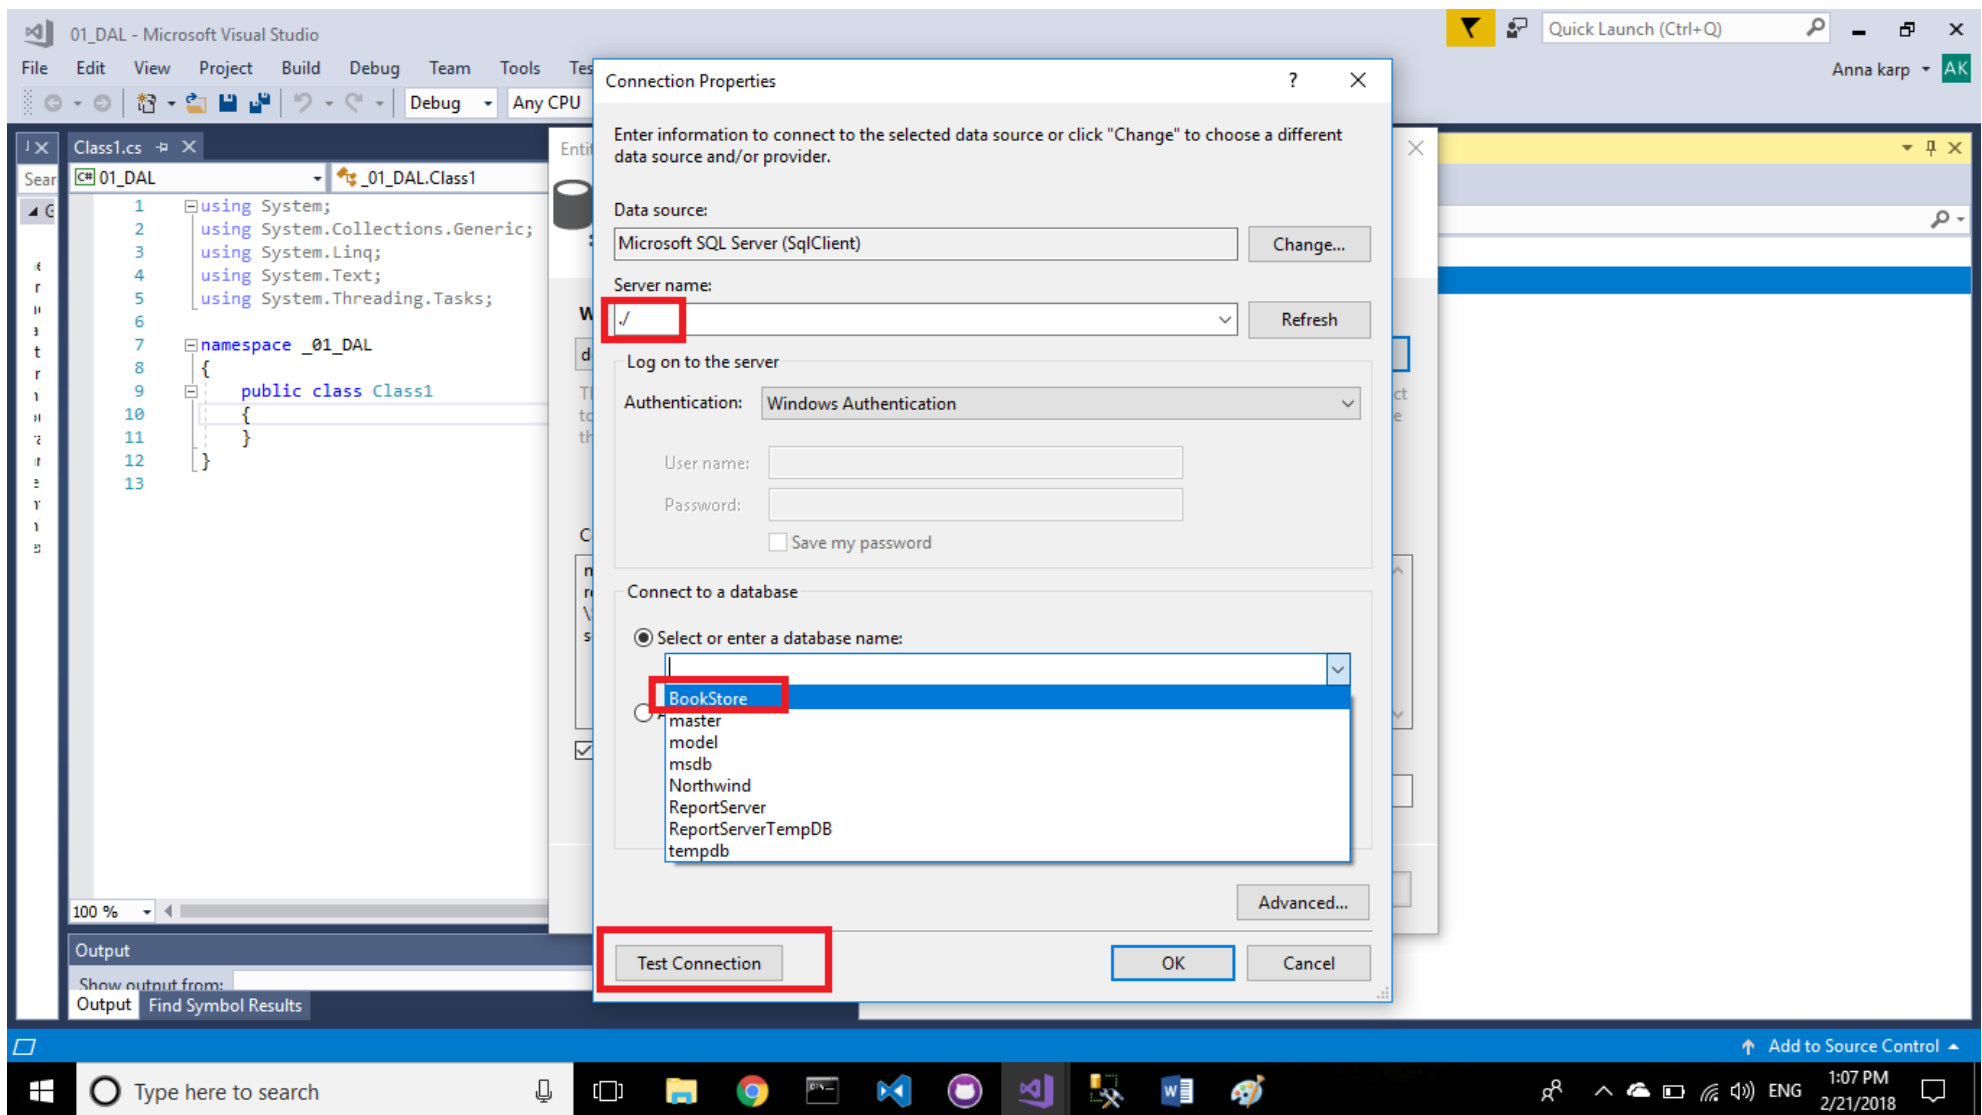 01_DAL - Microsoft Visual Studio
Quick Launch (Ctrl+Q)
File Edit View Project Build Debug Team Tools Tes
Anna karp AK
Debug Any CPU
Connection Properties
Enter information to connect to the selected data source or click "Change" to choose a different
data source and/or provider.
Class1.cs
Entit
Sear
C# 01_DAL
_01_DAL.Class1
1 using System;
2 using System.Collections.Generic;
3 using System.Linq;
4 using System.Text;
5 using System.Threading.Tasks;
6
7 namespace _01_DAL
8 {
9 public class Class1
10 {
11 }
12 }
13
Data source:
Microsoft SQL Server (SqlClient)
Change...
Server name:
./
Refresh
Log on to the server
Authentication: Windows Authentication
User name:
Password:
Save my password
Connect to a database
Select or enter a database name:
BookStore
master
model
msdb
Northwind
ReportServer
ReportServerTempDB
tempdb
Advanced...
Test Connection
OK
Cancel
100 %
Output
Show output from:
Output Find Symbol Results
Add to Source Control
Type here to search
ENG
1:07 PM
2/21/2018